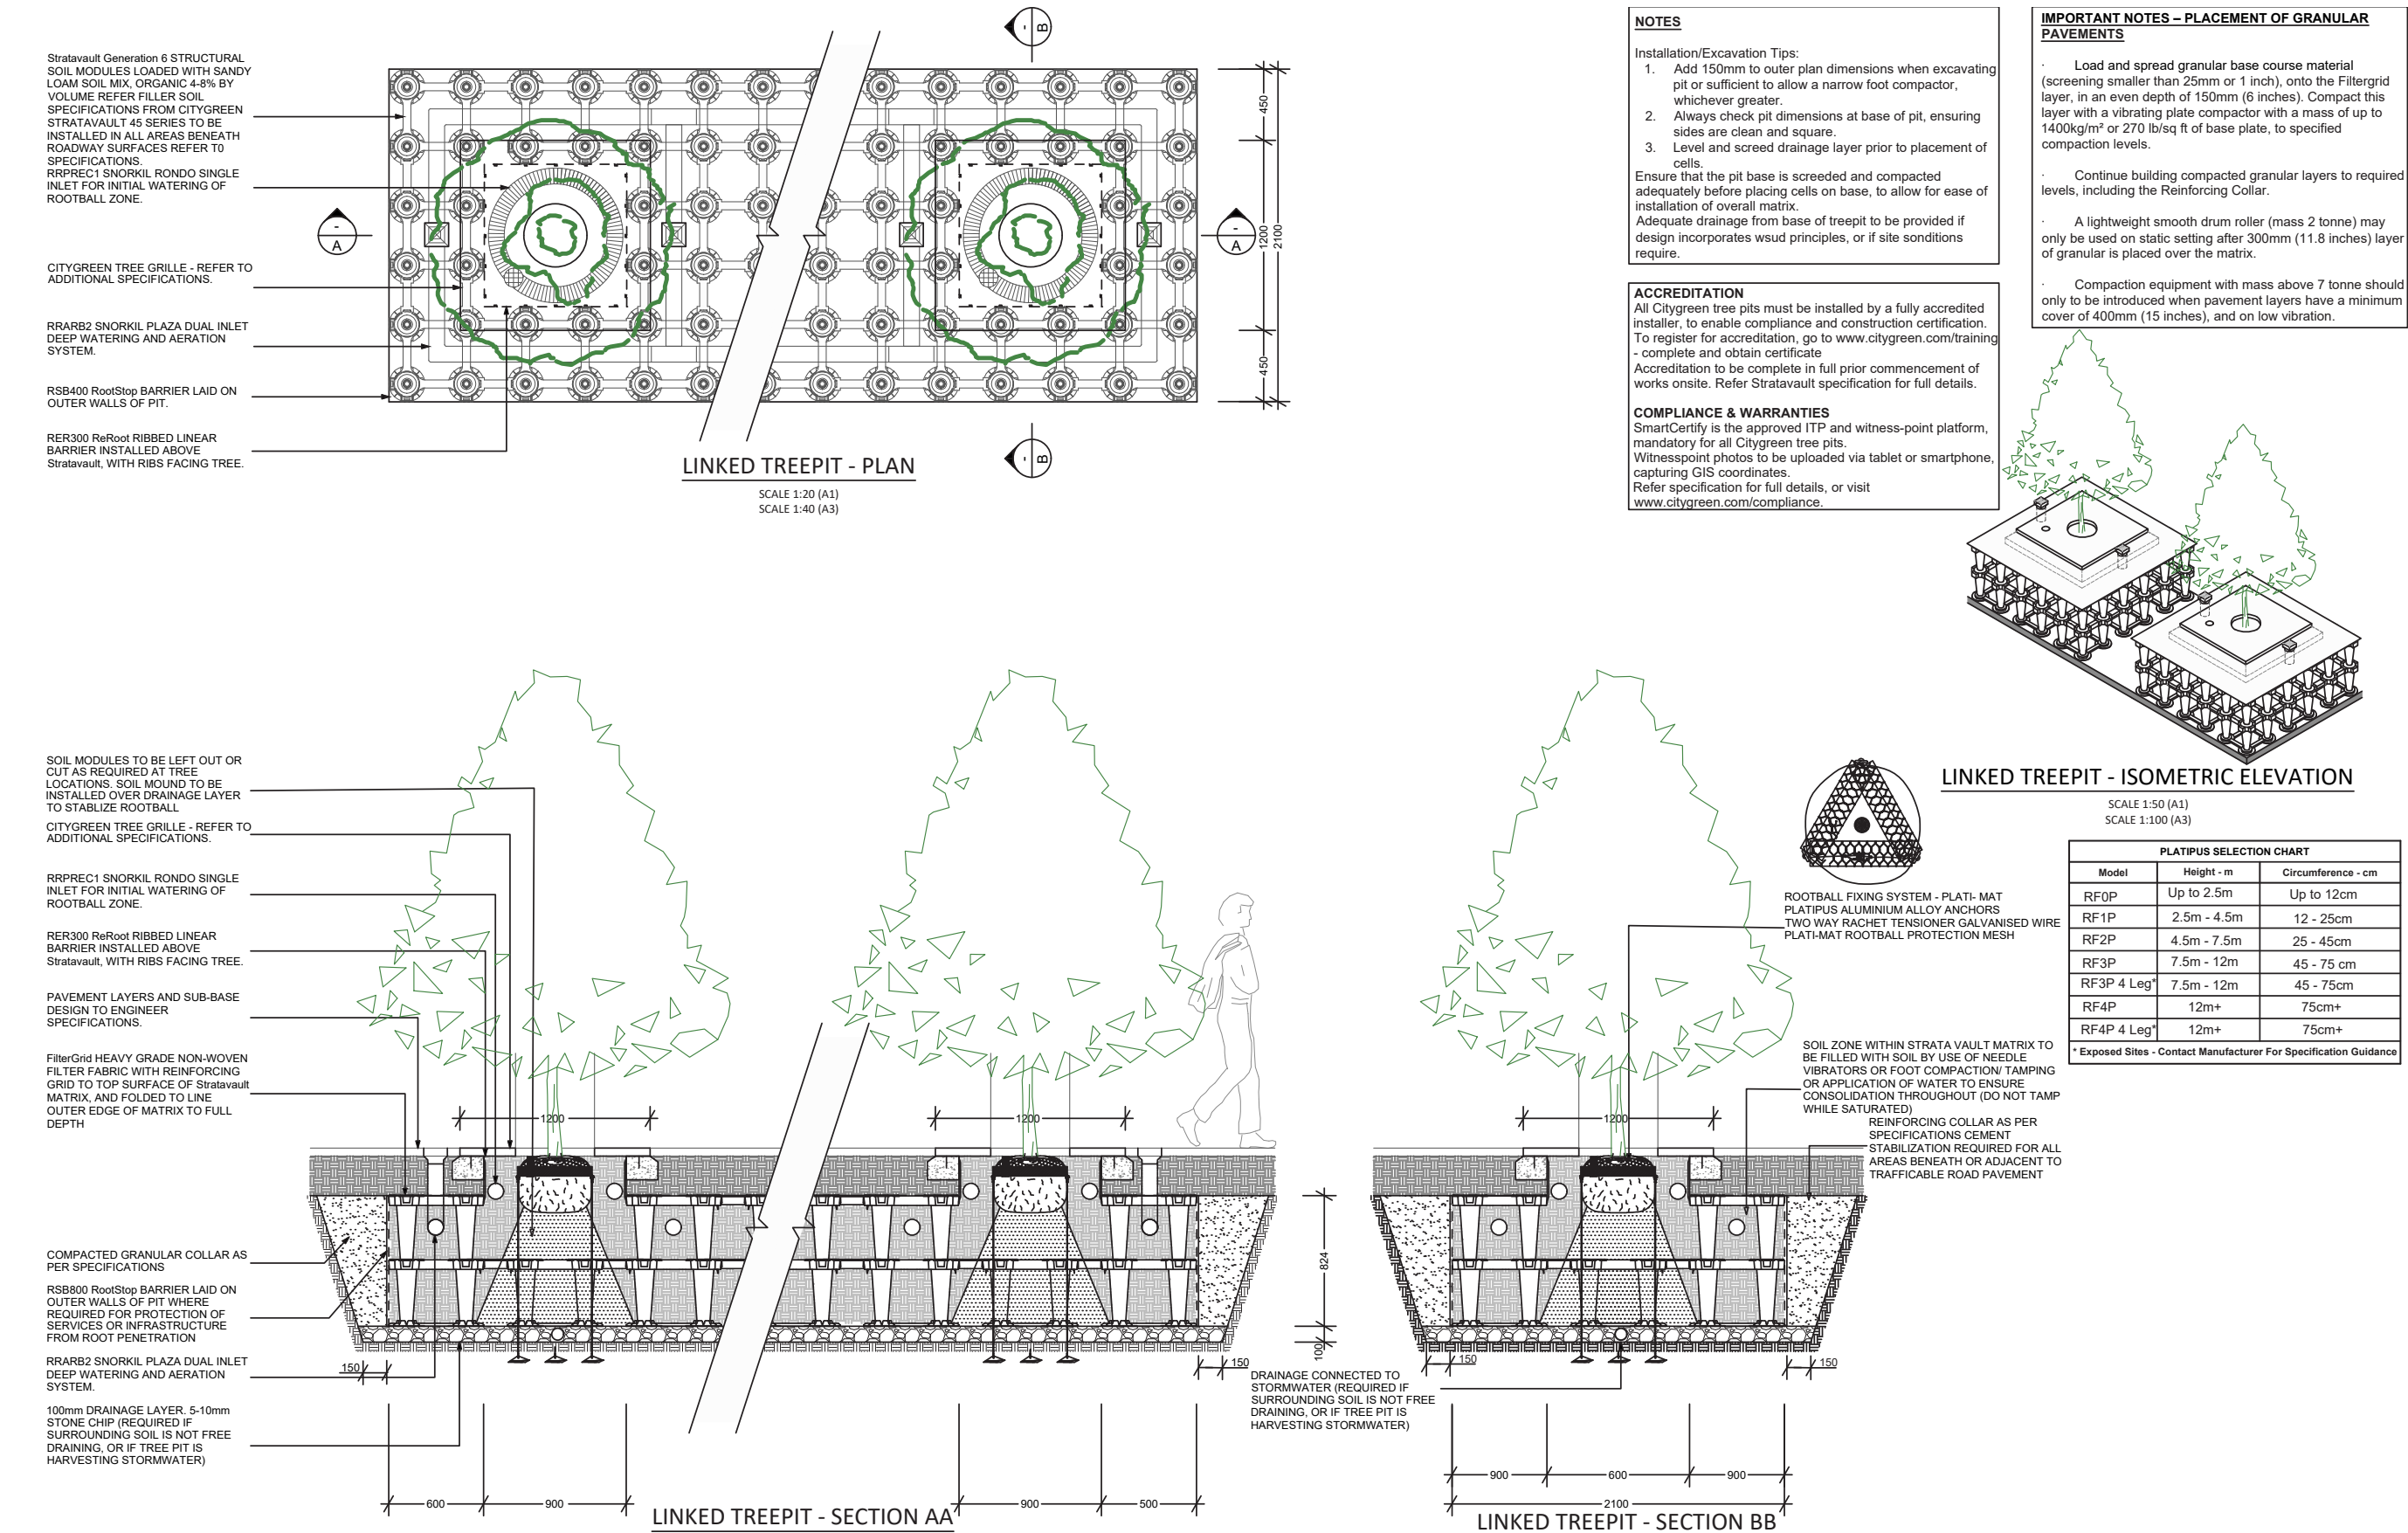 Stratavault Generation 6 STRUCTURAL
SOIL MODULES LOADED WITH SANDY
LOAM SOIL MIX, ORGANIC 4-8% BY
VOLUME REFER FILLER SOIL
SPECIFICATIONS FROM CITYGREEN
STRATAVAULT 45 SERIES TO BE
INSTALLED IN ALL AREAS BENEATH
ROADWAY SURFACES REFER T0
SPECIFICATIONS.
RRPREC1 SNORKIL RONDO SINGLE
INLET FOR INITIAL WATERING OF
ROOTBALL ZONE.
CITYGREEN TREE GRILLE - REFER TO
ADDITIONAL SPECIFICATIONS.
RRARB2 SNORKIL PLAZA DUAL INLET
DEEP WATERING AND AERATION
SYSTEM.
RSB400 RootStop BARRIER LAID ON
OUTER WALLS OF PIT.
RER300 ReRoot RIBBED LINEAR
BARRIER INSTALLED ABOVE
Stratavault, WITH RIBS FACING TREE.
- A
- A
- B
- B
450
1200
2100
450
LINKED TREEPIT - PLAN
SCALE 1:20 (A1)
SCALE 1:40 (A3)
NOTES
Installation/Excavation Tips:
1. Add 150mm to outer plan dimensions when excavating
pit or sufficient to allow a narrow foot compactor,
whichever greater.
2. Always check pit dimensions at base of pit, ensuring
sides are clean and square.
3. Level and screed drainage layer prior to placement of
cells.
Ensure that the pit base is screeded and compacted
adequately before placing cells on base, to allow for ease of
installation of overall matrix.
Adequate drainage from base of treepit to be provided if
design incorporates wsud principles, or if site sonditions
require.
ACCREDITATION
All Citygreen tree pits must be installed by a fully accredited
installer, to enable compliance and construction certification.
To register for accreditation, go to www.citygreen.com/training
- complete and obtain certificate
Accreditation to be complete in full prior commencement of
works onsite. Refer Stratavault specification for full details.
COMPLIANCE & WARRANTIES
SmartCertify is the approved ITP and witness-point platform,
mandatory for all Citygreen tree pits.
Witnesspoint photos to be uploaded via tablet or smartphone,
capturing GIS coordinates.
Refer specification for full details, or visit
www.citygreen.com/compliance.
IMPORTANT NOTES – PLACEMENT OF GRANULAR
PAVEMENTS
· Load and spread granular base course material
(screening smaller than 25mm or 1 inch), onto the Filtergrid
layer, in an even depth of 150mm (6 inches). Compact this
layer with a vibrating plate compactor with a mass of up to
1400kg/m² or 270 lb/sq ft of base plate, to specified
compaction levels.
· Continue building compacted granular layers to required
levels, including the Reinforcing Collar.
· A lightweight smooth drum roller (mass 2 tonne) may
only be used on static setting after 300mm (11.8 inches) layer
of granular is placed over the matrix.
· Compaction equipment with mass above 7 tonne should
only to be introduced when pavement layers have a minimum
cover of 400mm (15 inches), and on low vibration.
LINKED TREEPIT - ISOMETRIC ELEVATION
SCALE 1:50 (A1)
SCALE 1:100 (A3)
PLATIPUS SELECTION CHART
Model Height - m Circumference - cm
RF0P Up to 2.5m Up to 12cm
RF1P 2.5m - 4.5m 12 - 25cm
RF2P 4.5m - 7.5m 25 - 45cm
RF3P 7.5m - 12m 45 - 75 cm
RF3P 4 Leg* 7.5m - 12m 45 - 75cm
RF4P 12m+ 75cm+
RF4P 4 Leg* 12m+ 75cm+
* Exposed Sites - Contact Manufacturer For Specification Guidance
SOIL MODULES TO BE LEFT OUT OR
CUT AS REQUIRED AT TREE
LOCATIONS. SOIL MOUND TO BE
INSTALLED OVER DRAINAGE LAYER
TO STABLIZE ROOTBALL
CITYGREEN TREE GRILLE - REFER TO
ADDITIONAL SPECIFICATIONS.
RRPREC1 SNORKIL RONDO SINGLE
INLET FOR INITIAL WATERING OF
ROOTBALL ZONE.
RER300 ReRoot RIBBED LINEAR
BARRIER INSTALLED ABOVE
Stratavault, WITH RIBS FACING TREE.
PAVEMENT LAYERS AND SUB-BASE
DESIGN TO ENGINEER
SPECIFICATIONS.
FilterGrid HEAVY GRADE NON-WOVEN
FILTER FABRIC WITH REINFORCING
GRID TO TOP SURFACE OF Stratavault
MATRIX, AND FOLDED TO LINE
OUTER EDGE OF MATRIX TO FULL
DEPTH
COMPACTED GRANULAR COLLAR AS
PER SPECIFICATIONS
RSB800 RootStop BARRIER LAID ON
OUTER WALLS OF PIT WHERE
REQUIRED FOR PROTECTION OF
SERVICES OR INFRASTRUCTURE
FROM ROOT PENETRATION
RRARB2 SNORKIL PLAZA DUAL INLET
DEEP WATERING AND AERATION
SYSTEM.
100mm DRAINAGE LAYER. 5-10mm
STONE CHIP (REQUIRED IF
SURROUNDING SOIL IS NOT FREE
DRAINING, OR IF TREE PIT IS
HARVESTING STORMWATER)
1200
1200
824
100
150
150
600
900
900
500
LINKED TREEPIT - SECTION AA
DRAINAGE CONNECTED TO
STORMWATER (REQUIRED IF
SURROUNDING SOIL IS NOT FREE
DRAINING, OR IF TREE PIT IS
HARVESTING STORMWATER)
ROOTBALL FIXING SYSTEM - PLATI- MAT
PLATIPUS ALUMINIUM ALLOY ANCHORS
TWO WAY RACHET TENSIONER GALVANISED WIRE
PLATI-MAT ROOTBALL PROTECTION MESH
SOIL ZONE WITHIN STRATA VAULT MATRIX TO
BE FILLED WITH SOIL BY USE OF NEEDLE
VIBRATORS OR FOOT COMPACTION/ TAMPING
OR APPLICATION OF WATER TO ENSURE
CONSOLIDATION THROUGHOUT (DO NOT TAMP
WHILE SATURATED)
REINFORCING COLLAR AS PER
SPECIFICATIONS CEMENT
STABILIZATION REQUIRED FOR ALL
AREAS BENEATH OR ADJACENT TO
TRAFFICABLE ROAD PAVEMENT
1200
150
150
900
600
900
2100
LINKED TREEPIT - SECTION BB